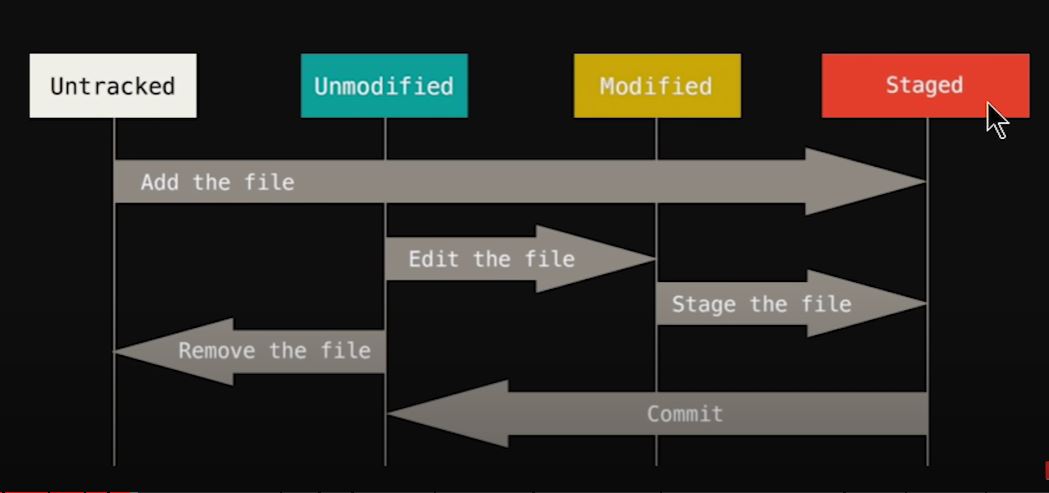 Untracked
Unmodified
Modified
Staged
Add the file
Edit the file
Stage the file
Remove the file
Commit